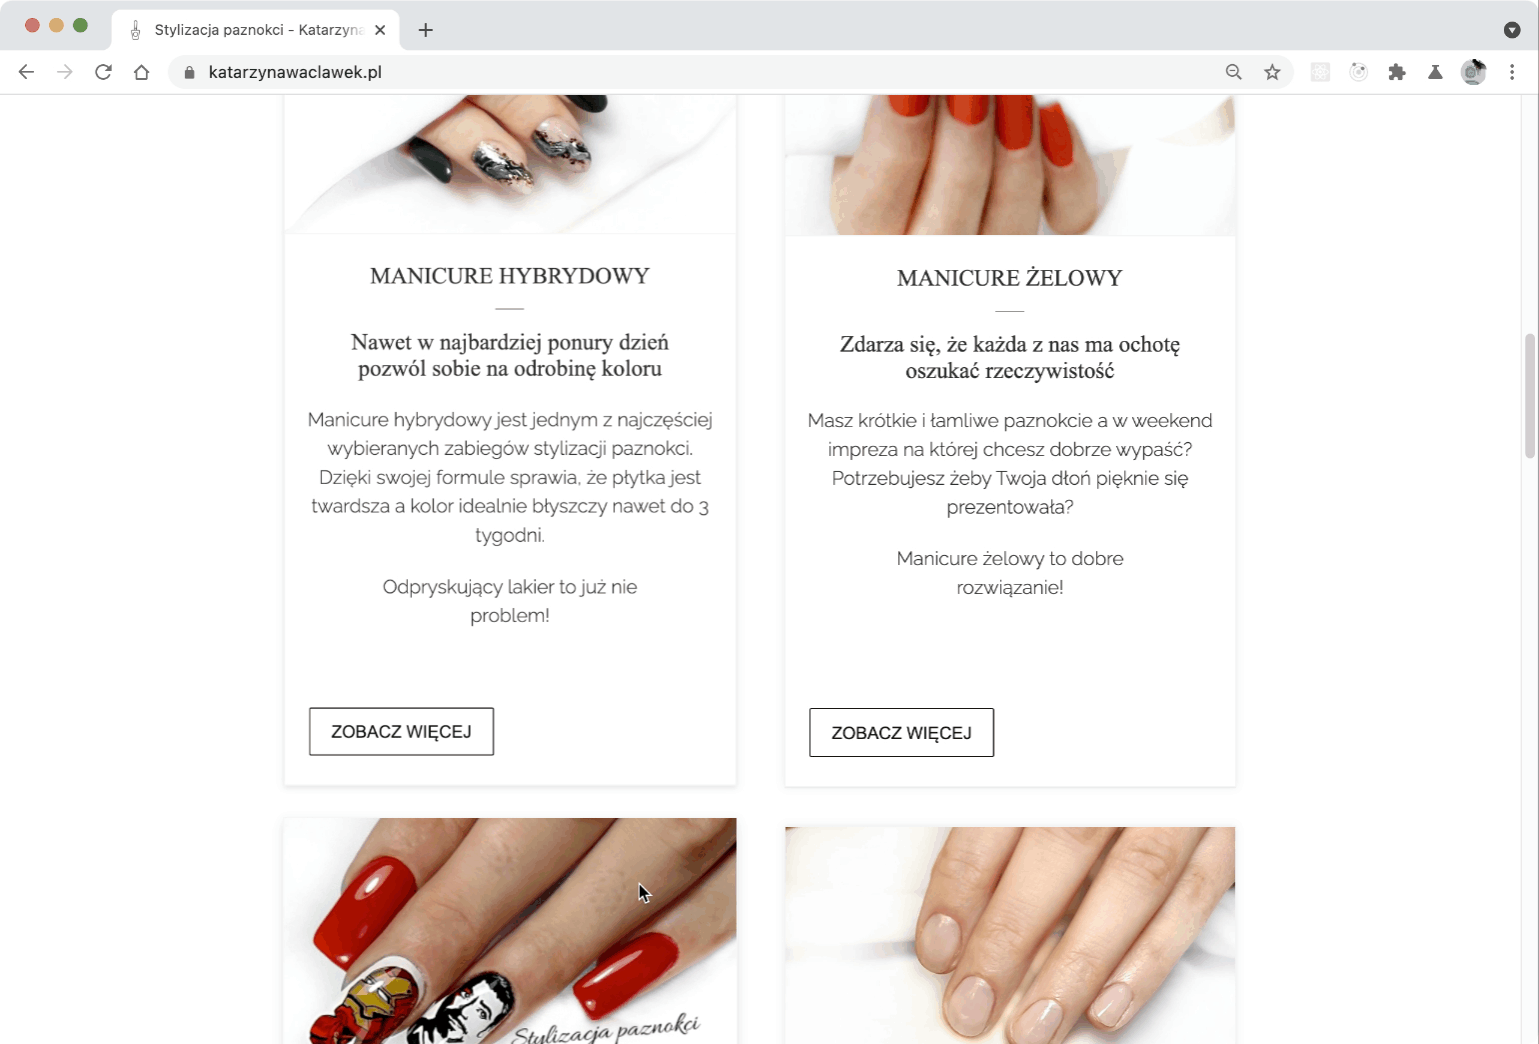 Stylizacja paznokci - Katarzyna
katarzynawaclawek.pl
MANICURE HYBRYDOWY
Nawet w najbardziej ponury dzień
pozwól sobie na odrobinę koloru
Manicure hybrydowy jest jednym z najczęściej
wybieranych zabiegów stylizacji paznokci.
Dzięki swojej formule sprawia, że płytka jest
twardsza a kolor idealnie błyszczy nawet do 3
tygodni.
Odpryskujący lakier to już nie
problem!
ZOBACZ WIĘCEJ
MANICURE ŻELOWY
Zdarza się, że każda z nas ma ochotę
oszukać rzeczywistość
Masz krótkie i łamliwe paznokcie a w weekend
impreza na której chcesz dobrze wypaść?
Potrzebujesz żeby Twoja dłoń pięknie się
prezentowała?
Manicure żelowy to dobre
rozwiązanie!
ZOBACZ WIĘCEJ
Stylizacja paznokci